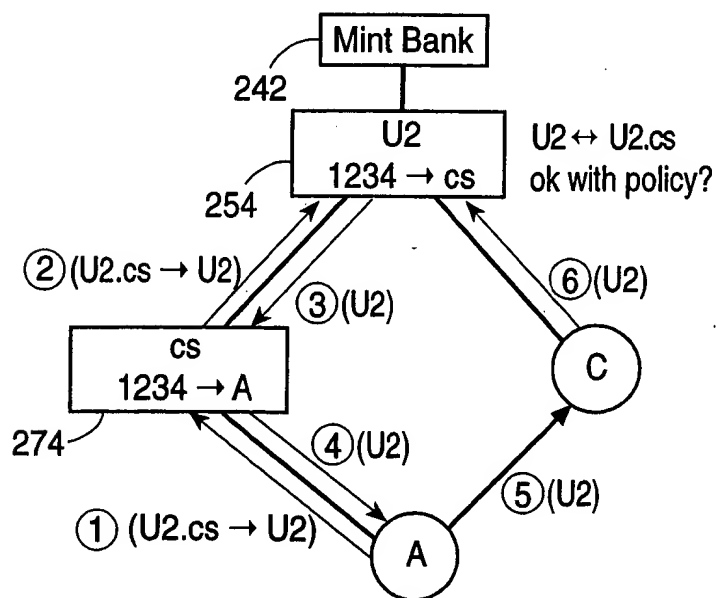 Mint Bank
242
U2
1234 → cs
254
U2 ↔ U2.cs
ok with policy?
② (U2.cs → U2)
③ (U2)
⑥ (U2)
cs
1234 → A
274
C
④ (U2)
⑤ (U2)
① (U2.cs → U2)
A